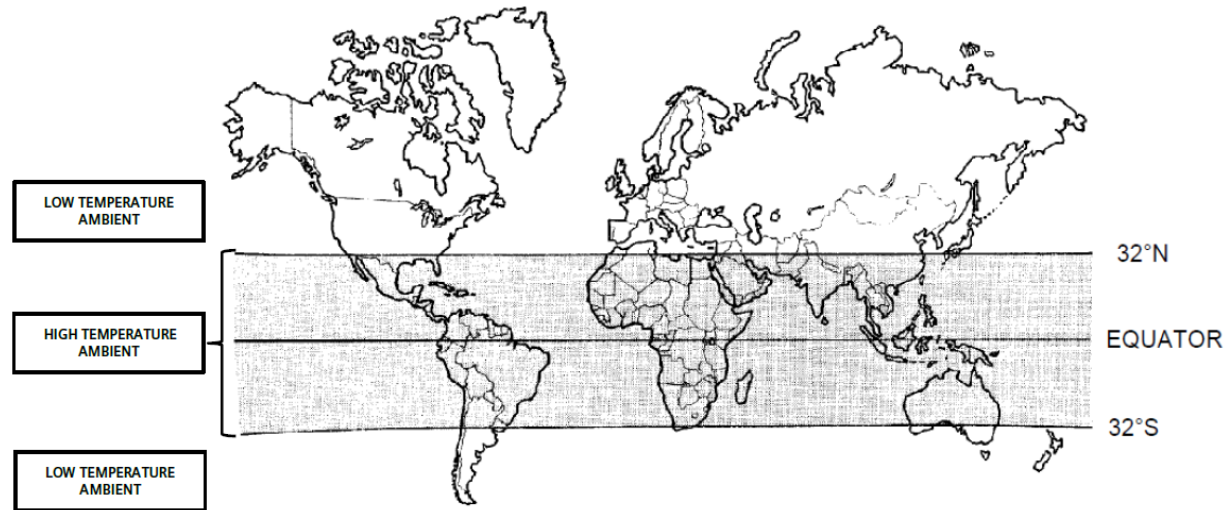 LOW TEMPERATURE
AMBIENT
32°N
HIGH TEMPERATURE
AMBIENT
EQUATOR
32°S
LOW TEMPERATURE
AMBIENT